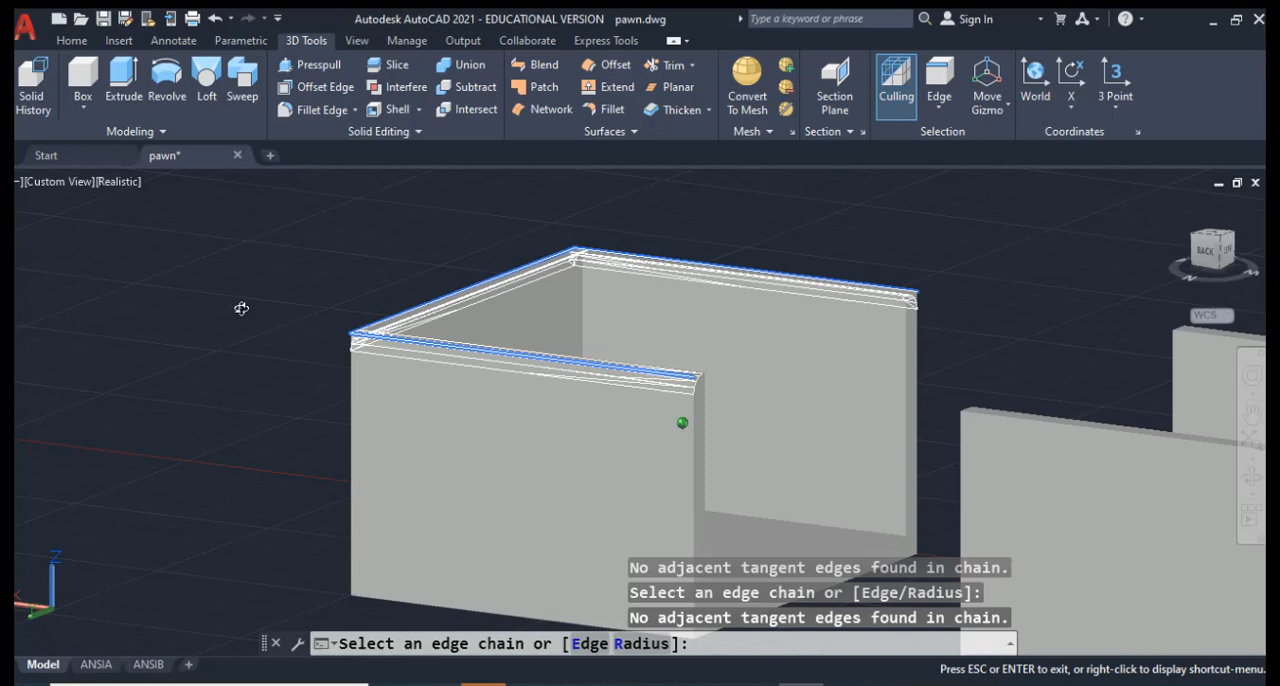 Autodesk AutoCAD 2021 - EDUCATIONAL VERSION pawn.dwg
Type a keyword or phrase
Sign In
Home Insert Annotate Parametric 3D Tools View Manage Output Collaborate Express Tools
Solid History
Box Extrude Revolve Loft Sweep
Modeling
Presspull Slice Union
Offset Edge Interfere Subtract
Fillet Edge Shell Intersect
Solid Editing
Blend Offset Trim
Patch Extend Planar
Network Fillet Thicken
Surfaces
Convert To Mesh
Mesh
Section Plane
Section
Culling Edge Move Gizmo
Selection
World X 3 Point
Coordinates
Start pawn*
−][Custom View][Realistic]
BACK
WCS
Z
No adjacent tangent edges found in chain.
Select an edge chain or [Edge/Radius]:
No adjacent tangent edges found in chain.
Select an edge chain or [Edge Radius]:
Model ANSIA ANSIB +
Press ESC or ENTER to exit, or right-click to display shortcut-menu.